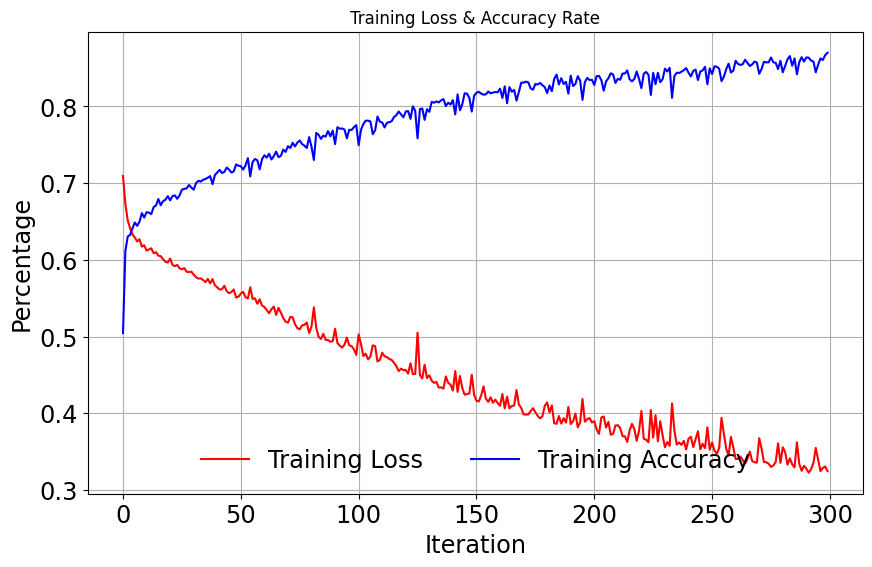 Training Loss & Accuracy Rate
Percentage
0.8
0.7
0.6
0.5
0.4
0.3
Training Loss
Training Accuracy
0 50 100 150 200 250 300
Iteration